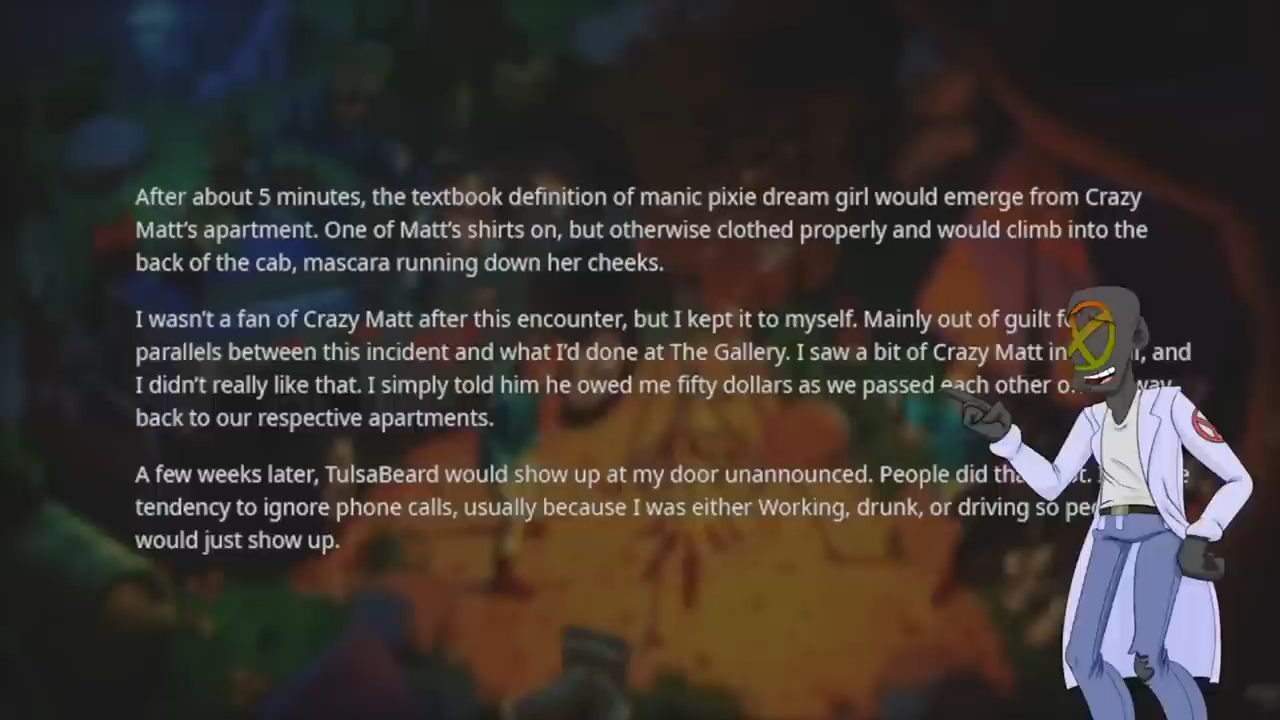 After about 5 minutes, the textbook definition of manic pixie dream girl would emerge from Crazy
Matt's apartment. One of Matt's shirts on, but otherwise clothed properly and would climb into the
back of the cab, mascara running down her cheeks.
I wasn't a fan of Crazy Matt after this encounter, but I kept it to myself. Mainly out of guilt
parallels between this incident and what I'd done at The Gallery. I saw a bit of Crazy Matt in and
I didn't really like that. I simply told him he owed me fifty dollars as we passed each other way
back to our respective apartments.
A few weeks later, TulsaBeard would show up at my door unannounced. People did
tendency to ignore phone calls, usually because I was either Working, drunk, or driving so
would just show up.